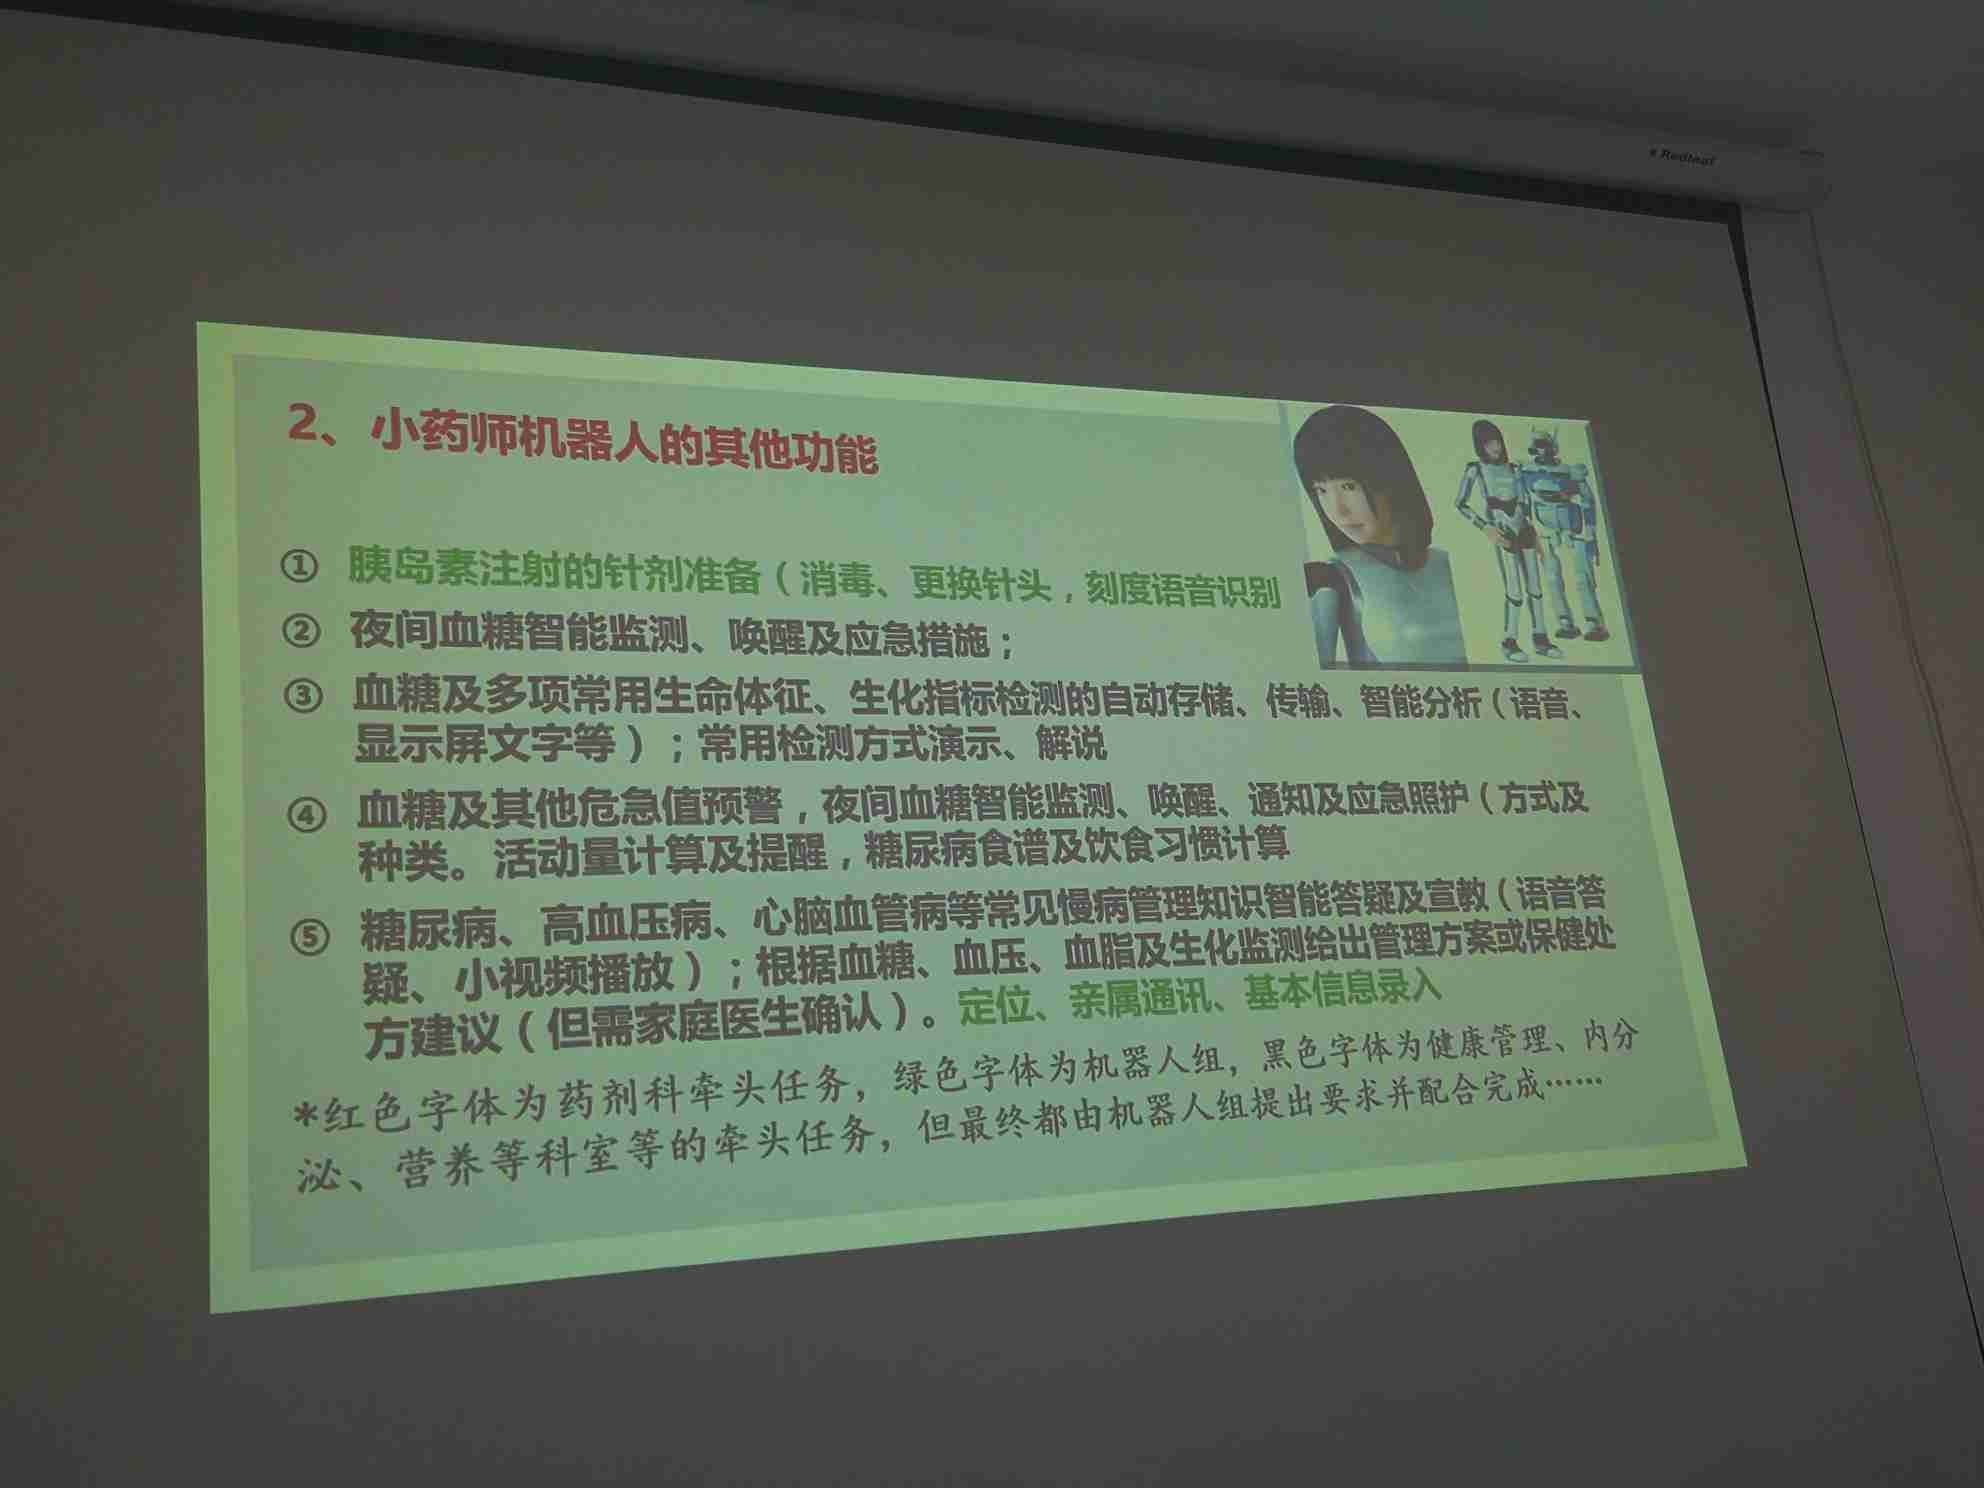 Redleaf
2、小药师机器人的其他功能
① 胰岛素注射的针剂准备（消毒、更换针头，刻度语音识别
② 夜间血糖智能监测、唤醒及应急措施；
③ 血糖及多项常用生命体征、生化指标检测的自动存储、传输、智能分析（语音、
显示屏文字等）；常用检测方式演示、解说
④ 血糖及其他危急值预警，夜间血糖智能监测、唤醒、通知及应急照护（方式及
种类。活动量计算及提醒，糖尿病食谱及饮食习惯计算
⑤ 糖尿病、高血压病、心脑血管病等常见慢病管理知识智能答疑及宣教（语音答
疑、小视频播放）；根据血糖、血压、血脂及生化监测给出管理方案或保健处
方建议（但需家庭医生确认）。定位、亲属通讯、基本信息录入
*红色字体为药剂科牵头任务，绿色字体为机器人组，黑色字体为健康管理、内分
泌、营养等科室等的牵头任务，但最终都由机器人组提出要求并配合完成……